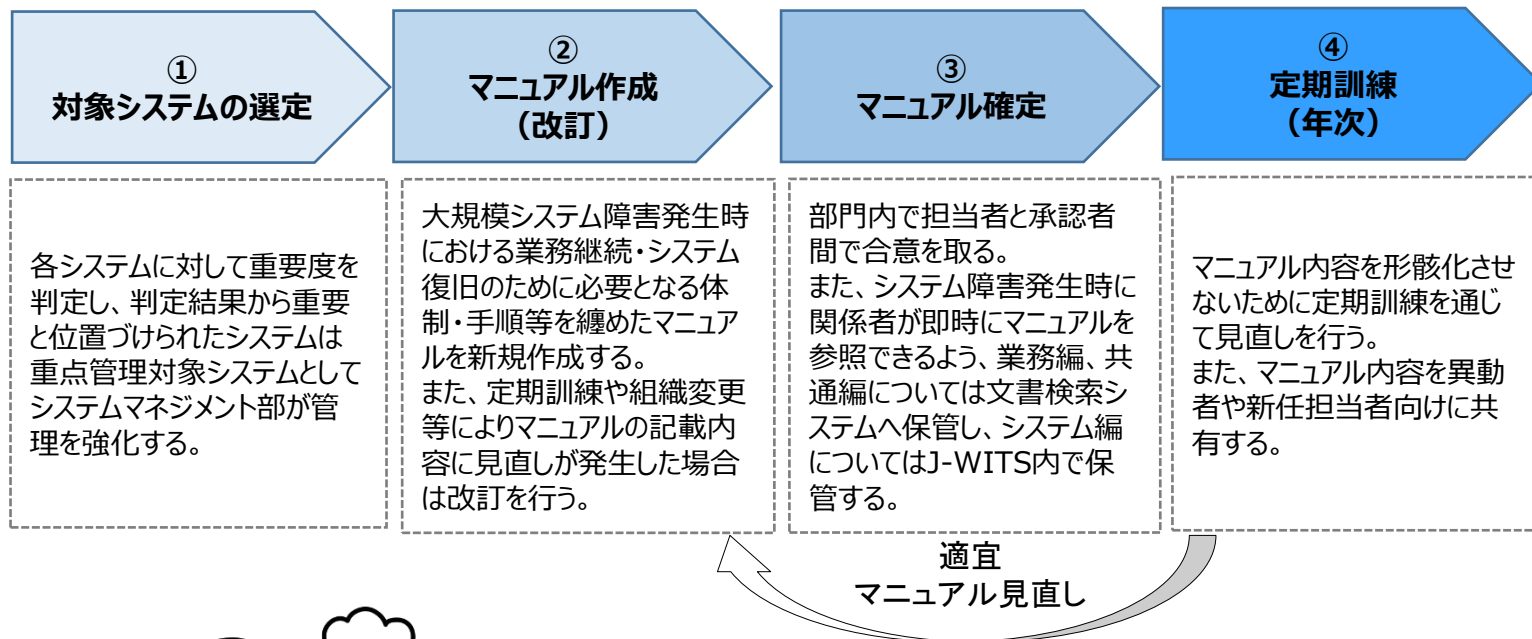 ①
対象システムの選定
②
マニュアル作成
（改訂）
③
マニュアル確定
④
定期訓練
（年次）
各システムに対して重要度を
判定し、判定結果から重要
と位置づけられたシステムは
重点管理対象システムとして
システムマネジメント部が管
理を強化する。
大規模システム障害発生時
における業務継続・システム
復旧のために必要となる体
制・手順等を纏めたマニュア
ルを新規作成する。
また、定期訓練や組織変更
等によりマニュアルの記載内
容に見直しが発生した場合
は改訂を行う。
部門内で担当者と承認者
間で合意を取る。
また、システム障害発生時に
関係者が即時にマニュアルを
参照できるよう、業務編、共
通編については文書検索シ
ステムへ保管し、システム編
についてはJ-WITS内で保
管する。
マニュアル内容を形骸化させ
ないために定期訓練を通じ
て見直しを行う。
また、マニュアル内容を異動
者や新任担当者向けに共
有する。
適宜
マニュアル見直し